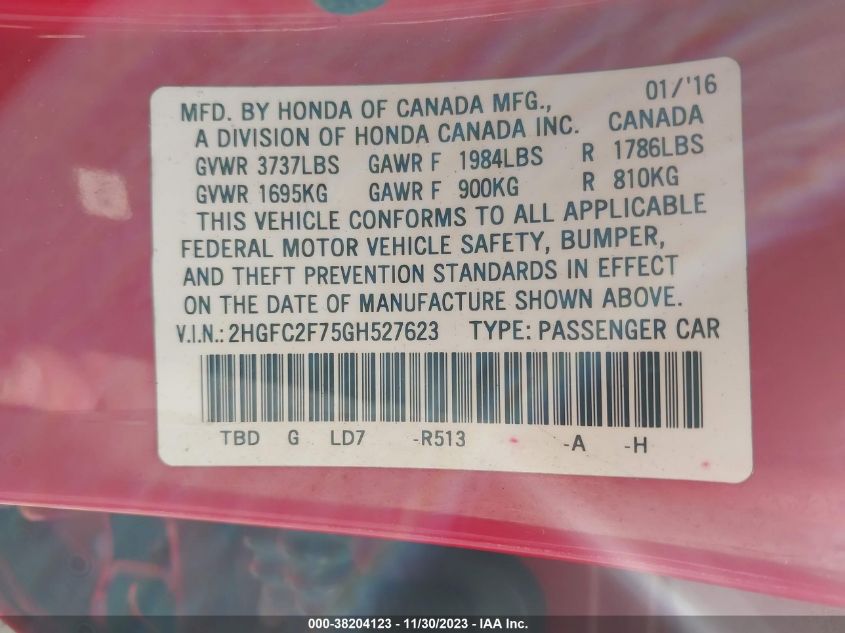 01/'16
MFD. BY HONDA OF CANADA MFG.,
A DIVISION OF HONDA CANADA INC. CANADA
GVWR 3737LBS GAWR F 1984LBS R 1786LBS
GVWR 1695KG GAWR F 900KG R 810KG
THIS VEHICLE CONFORMS TO ALL APPLICABLE
FEDERAL MOTOR VEHICLE SAFETY, BUMPER,
AND THEFT PREVENTION STANDARDS IN EFFECT
ON THE DATE OF MANUFACTURE SHOWN ABOVE.
V.I.N.: 2HGFC2F75GH527623 TYPE: PASSENGER CAR
TBD G LD7 -R513 -A -H
000-38204123 - 11/30/2023 - IAA Inc.